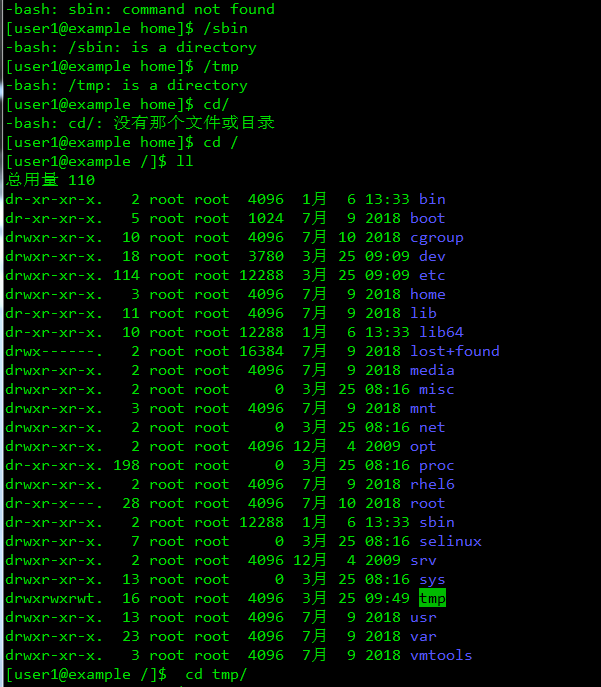 -bash: sbin: command not found
[user1@example home]$ /sbin
-bash: /sbin: is a directory
[user1@example home]$ /tmp
-bash: /tmp: is a directory
[user1@example home]$ cd/
-bash: cd/: 没有那个文件或目录
[user1@example home]$ cd /
[user1@example /]$ ll
总用量 110
dr-xr-xr-x.   2 root root  4096  1月  6 13:33 bin
dr-xr-xr-x.   5 root root  1024  7月  9 2018 boot
drwxr-xr-x.  10 root root  4096  7月 10 2018 cgroup
drwxr-xr-x.  18 root root  3780  3月 25 09:09 dev
drwxr-xr-x. 114 root root 12288  3月 25 09:09 etc
drwxr-xr-x.   3 root root  4096  7月  9 2018 home
dr-xr-xr-x.  11 root root  4096  7月  9 2018 lib
dr-xr-xr-x.  10 root root 12288  1月  6 13:33 lib64
drwx------.   2 root root 16384  7月  9 2018 lost+found
drwxr-xr-x.   2 root root  4096  7月  9 2018 media
drwxr-xr-x.   2 root root     0  3月 25 08:16 misc
drwxr-xr-x.   3 root root  4096  7月  9 2018 mnt
drwxr-xr-x.   2 root root     0  3月 25 08:16 net
drwxr-xr-x.   2 root root  4096 12月  4 2009 opt
dr-xr-xr-x. 198 root root     0  3月 25 08:16 proc
drwxr-xr-x.   2 root root  4096  7月  9 2018 rhel6
dr-xr-x---.  28 root root  4096  7月 10 2018 root
dr-xr-xr-x.   2 root root 12288  1月  6 13:33 sbin
drwxr-xr-x.   7 root root     0  3月 25 08:16 selinux
drwxr-xr-x.   2 root root  4096 12月  4 2009 srv
drwxr-xr-x.  13 root root     0  3月 25 08:16 sys
drwxrwxrwt.  16 root root  4096  3月 25 09:49 tmp
drwxr-xr-x.  13 root root  4096  7月  9 2018 usr
drwxr-xr-x.  23 root root  4096  7月  9 2018 var
drwxr-xr-x.   3 root root  4096  7月  9 2018 vmtools
[user1@example /]$  cd tmp/